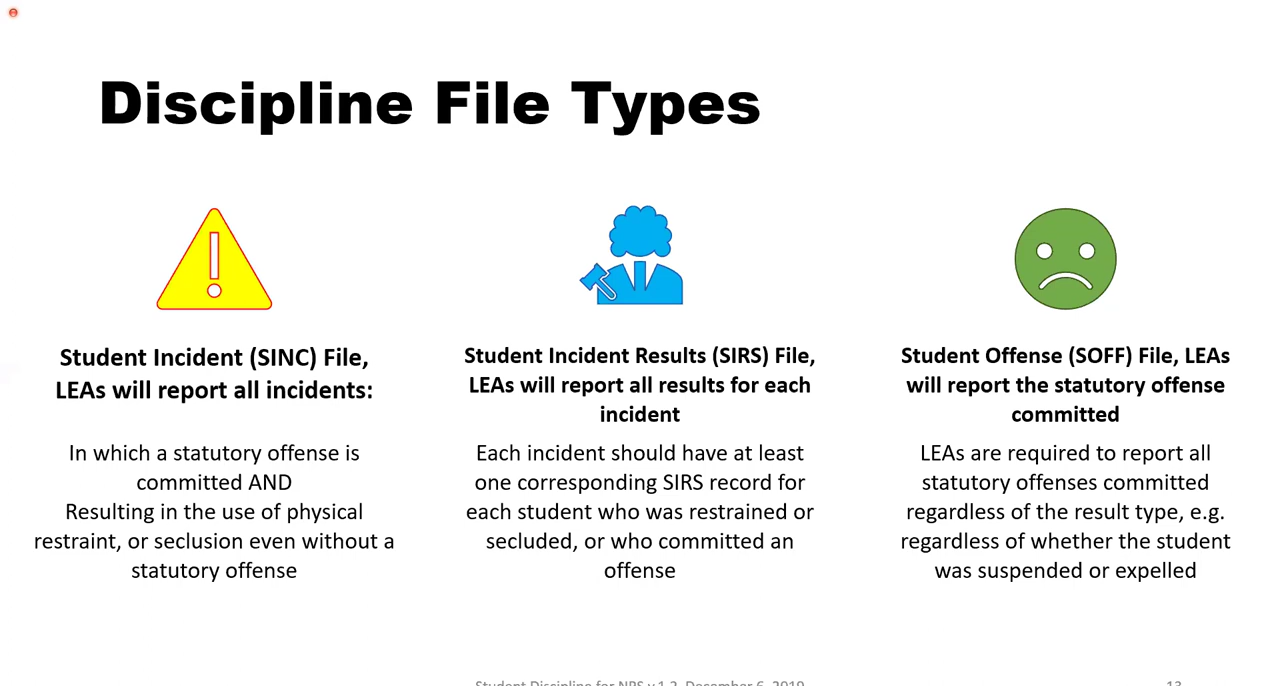 Discipline File Types
Student Incident (SINC) File,
LEAs will report all incidents:
In which a statutory offense is
committed AND
Resulting in the use of physical
restraint, or seclusion even without a
statutory offense
Student Incident Results (SIRS) File,
LEAs will report all results for each
incident
Each incident should have at least
one corresponding SIRS record for
each student who was restrained or
secluded, or who committed an
offense
Student Offense (SOFF) File, LEAs
will report the statutory offense
committed
LEAs are required to report all
statutory offenses committed
regardless of the result type, e.g.
regardless of whether the student
was suspended or expelled
Student Discipline for NPS v.1.2, December 6, 2019
13